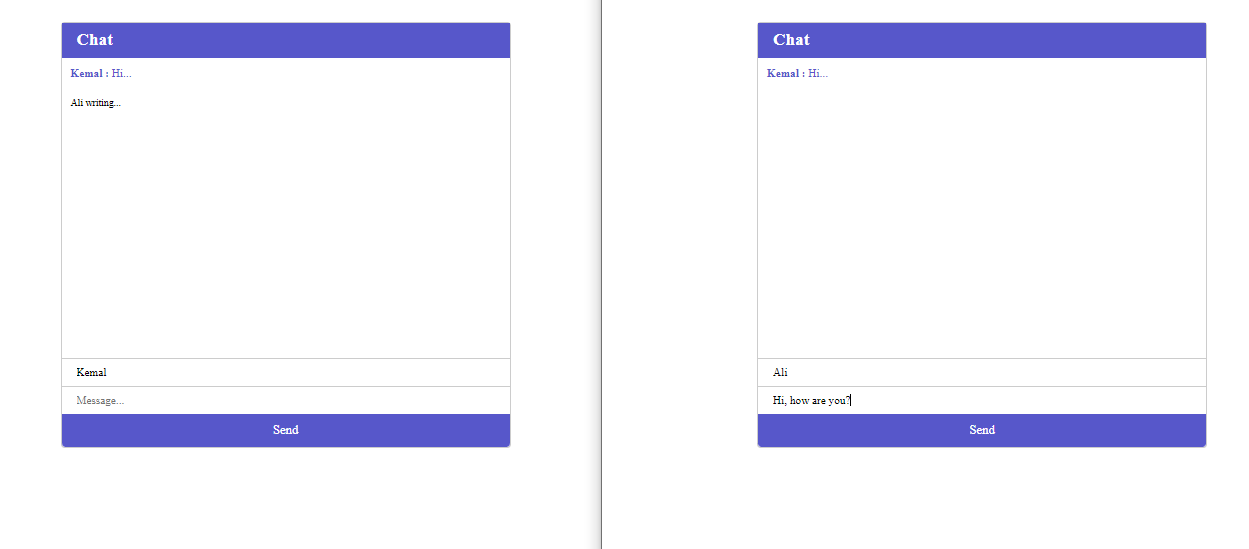 Chat
Kemal : Hi...
Ali writing...
Kemal
Message...
Send
Chat
Kemal : Hi...
Ali
Hi, how are you?
Send